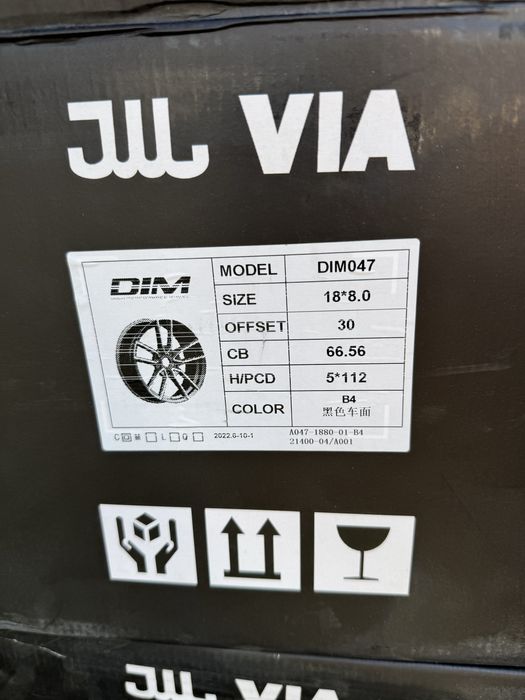 JWL VIA
DIM
MODEL DIM047
SIZE 18*8.0
OFFSET 30
CB 66.56
H/PCD 5*112
COLOR B4
黑色车面
C M L Q 2022.6-10-1
A047-1880-01-B4
21400-04/A001
JWL VIA